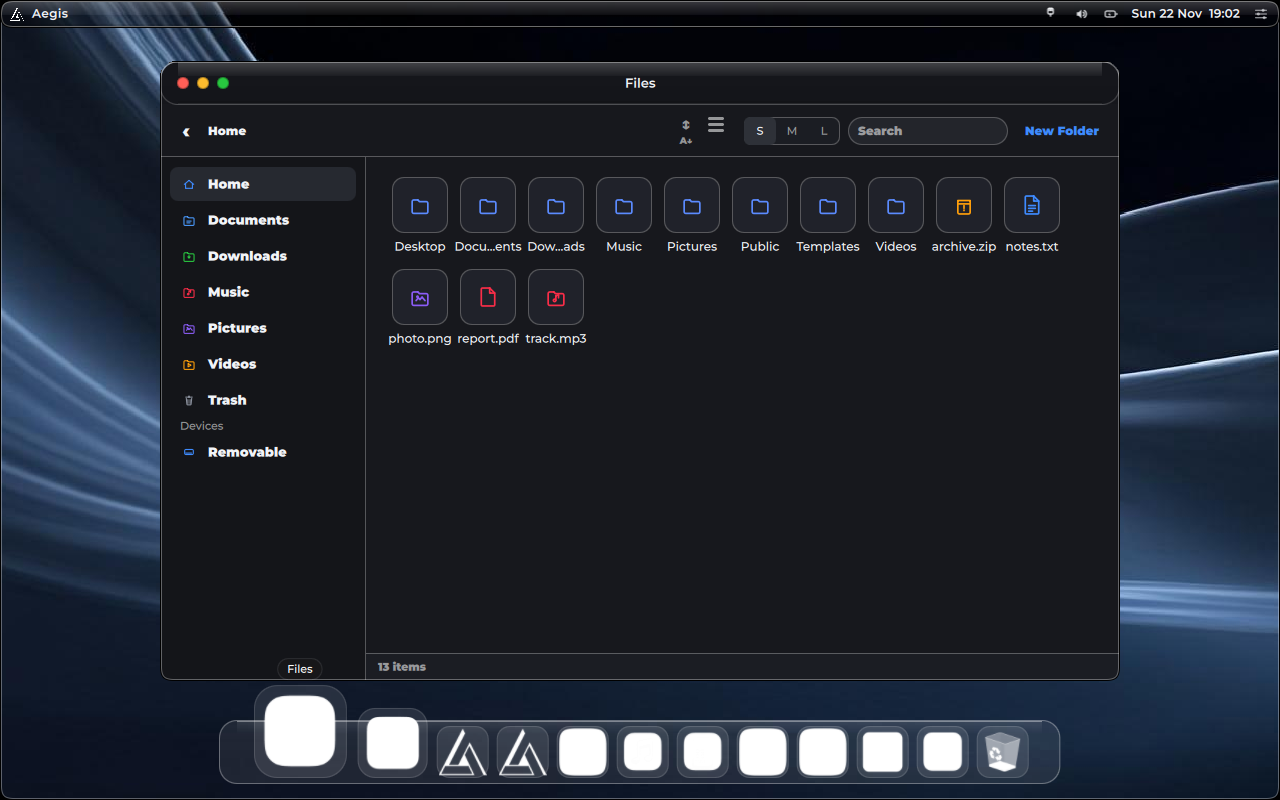 Aegis
Sun 22 Nov 19:02
Files
Home
A+
S M L
Search
New Folder
Home
Documents
Downloads
Music
Pictures
Videos
Trash
Devices
Removable
Desktop Docu...ents Dow...ads Music Pictures Public Templates Videos archive.zip notes.txt
photo.png report.pdf track.mp3
13 items
Files